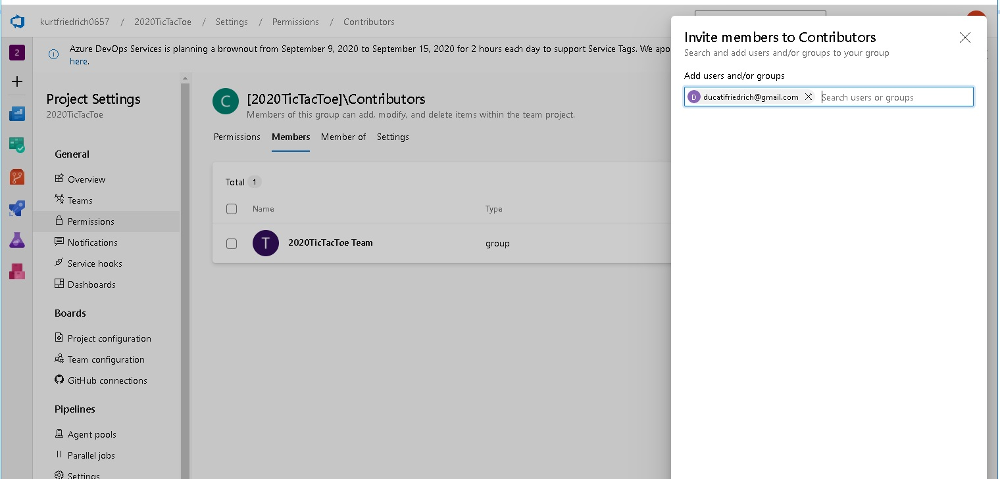 kurtfriedrich0657 / 2020TicTacToe / Settings / Permissions / Contributors
2
Azure DevOps Services is planning a brownout from September 9, 2020 to September 15, 2020 for 2 hours each day to support Service Tags. We apo
here.
Project Settings
2020TicTacToe
General
Overview
Teams
Permissions
Notifications
Service hooks
Dashboards
Boards
Project configuration
Team configuration
GitHub connections
Pipelines
Agent pools
Parallel jobs
Settings
C
[2020TicTacToe]\Contributors
Members of this group can add, modify, and delete items within the team project.
Permissions Members Member of Settings
Total 1
Name Type
T 2020TicTacToe Team group
Invite members to Contributors
Search and add users and/or groups to your group
Add users and/or groups
D ducatifriedrich@gmail.com Search users or groups